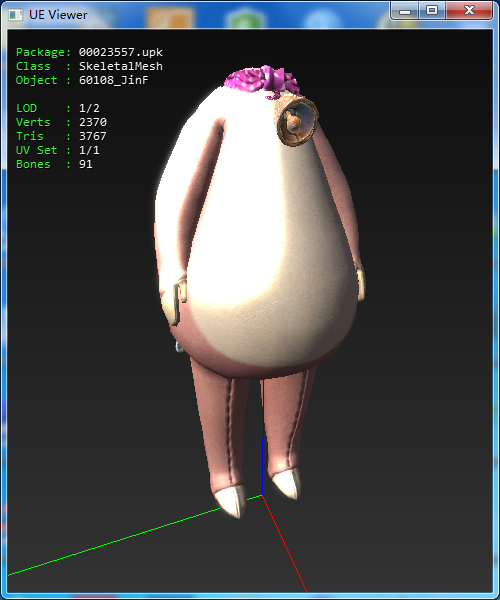 UE Viewer
Package: 00023557.upk
Class : SkeletalMesh
Object : 60108_JinF
LOD : 1/2
Verts : 2370
Tris : 3767
UV Set : 1/1
Bones : 91